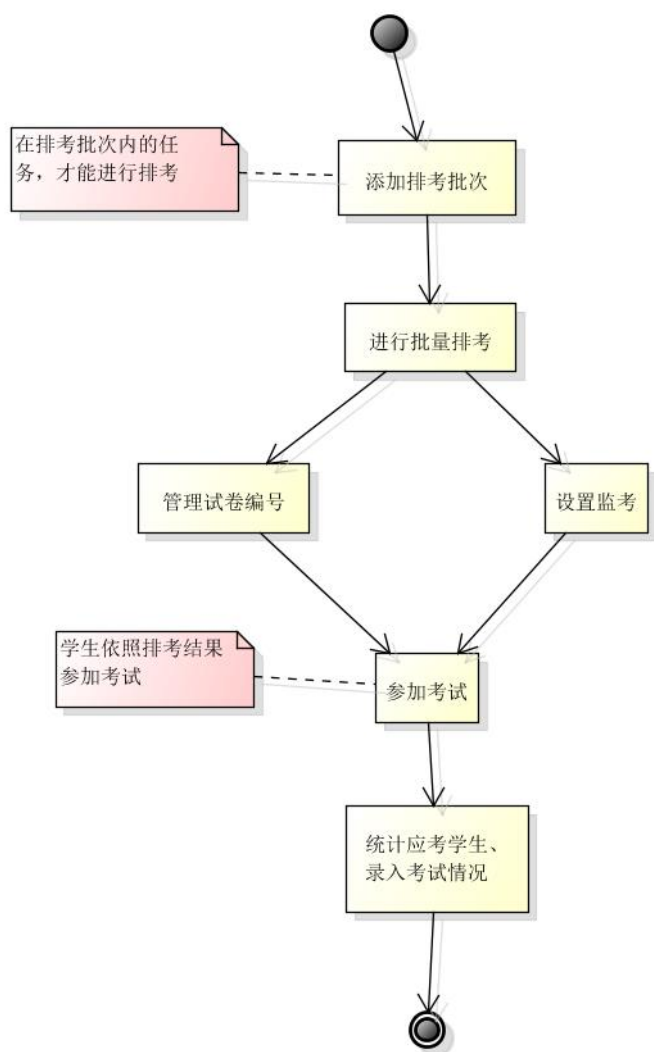 在排考批次内的任
务，才能进行排考
添加排考批次
进行批量排考
管理试卷编号
设置监考
学生依照排考结果
参加考试
参加考试
统计应考学生、
录入考试情况